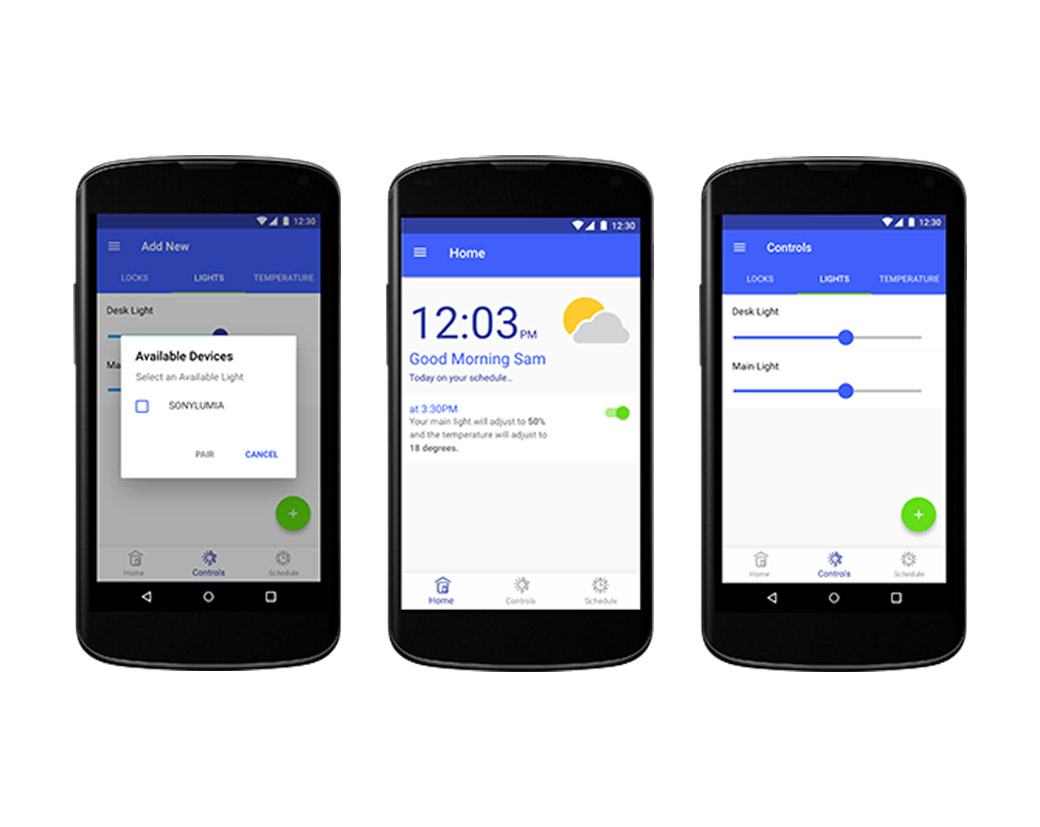 12:30
Add New
LOCKS LIGHTS TEMPERATURE
Desk Light
Ma
Available Devices
Select an Available Light
SONYLUMIA
PAIR CANCEL
+
Home Controls Schedule
12:30
Home
12:03PM
Good Morning Sam
Today on your schedule...
at 3:30PM
Your main light will adjust to 50%
and the temperature will adjust to
18 degrees.
Home Controls Schedule
12:30
Controls
LOCKS LIGHTS TEMPERATURE
Desk Light
Main Light
+
Home Controls Schedule